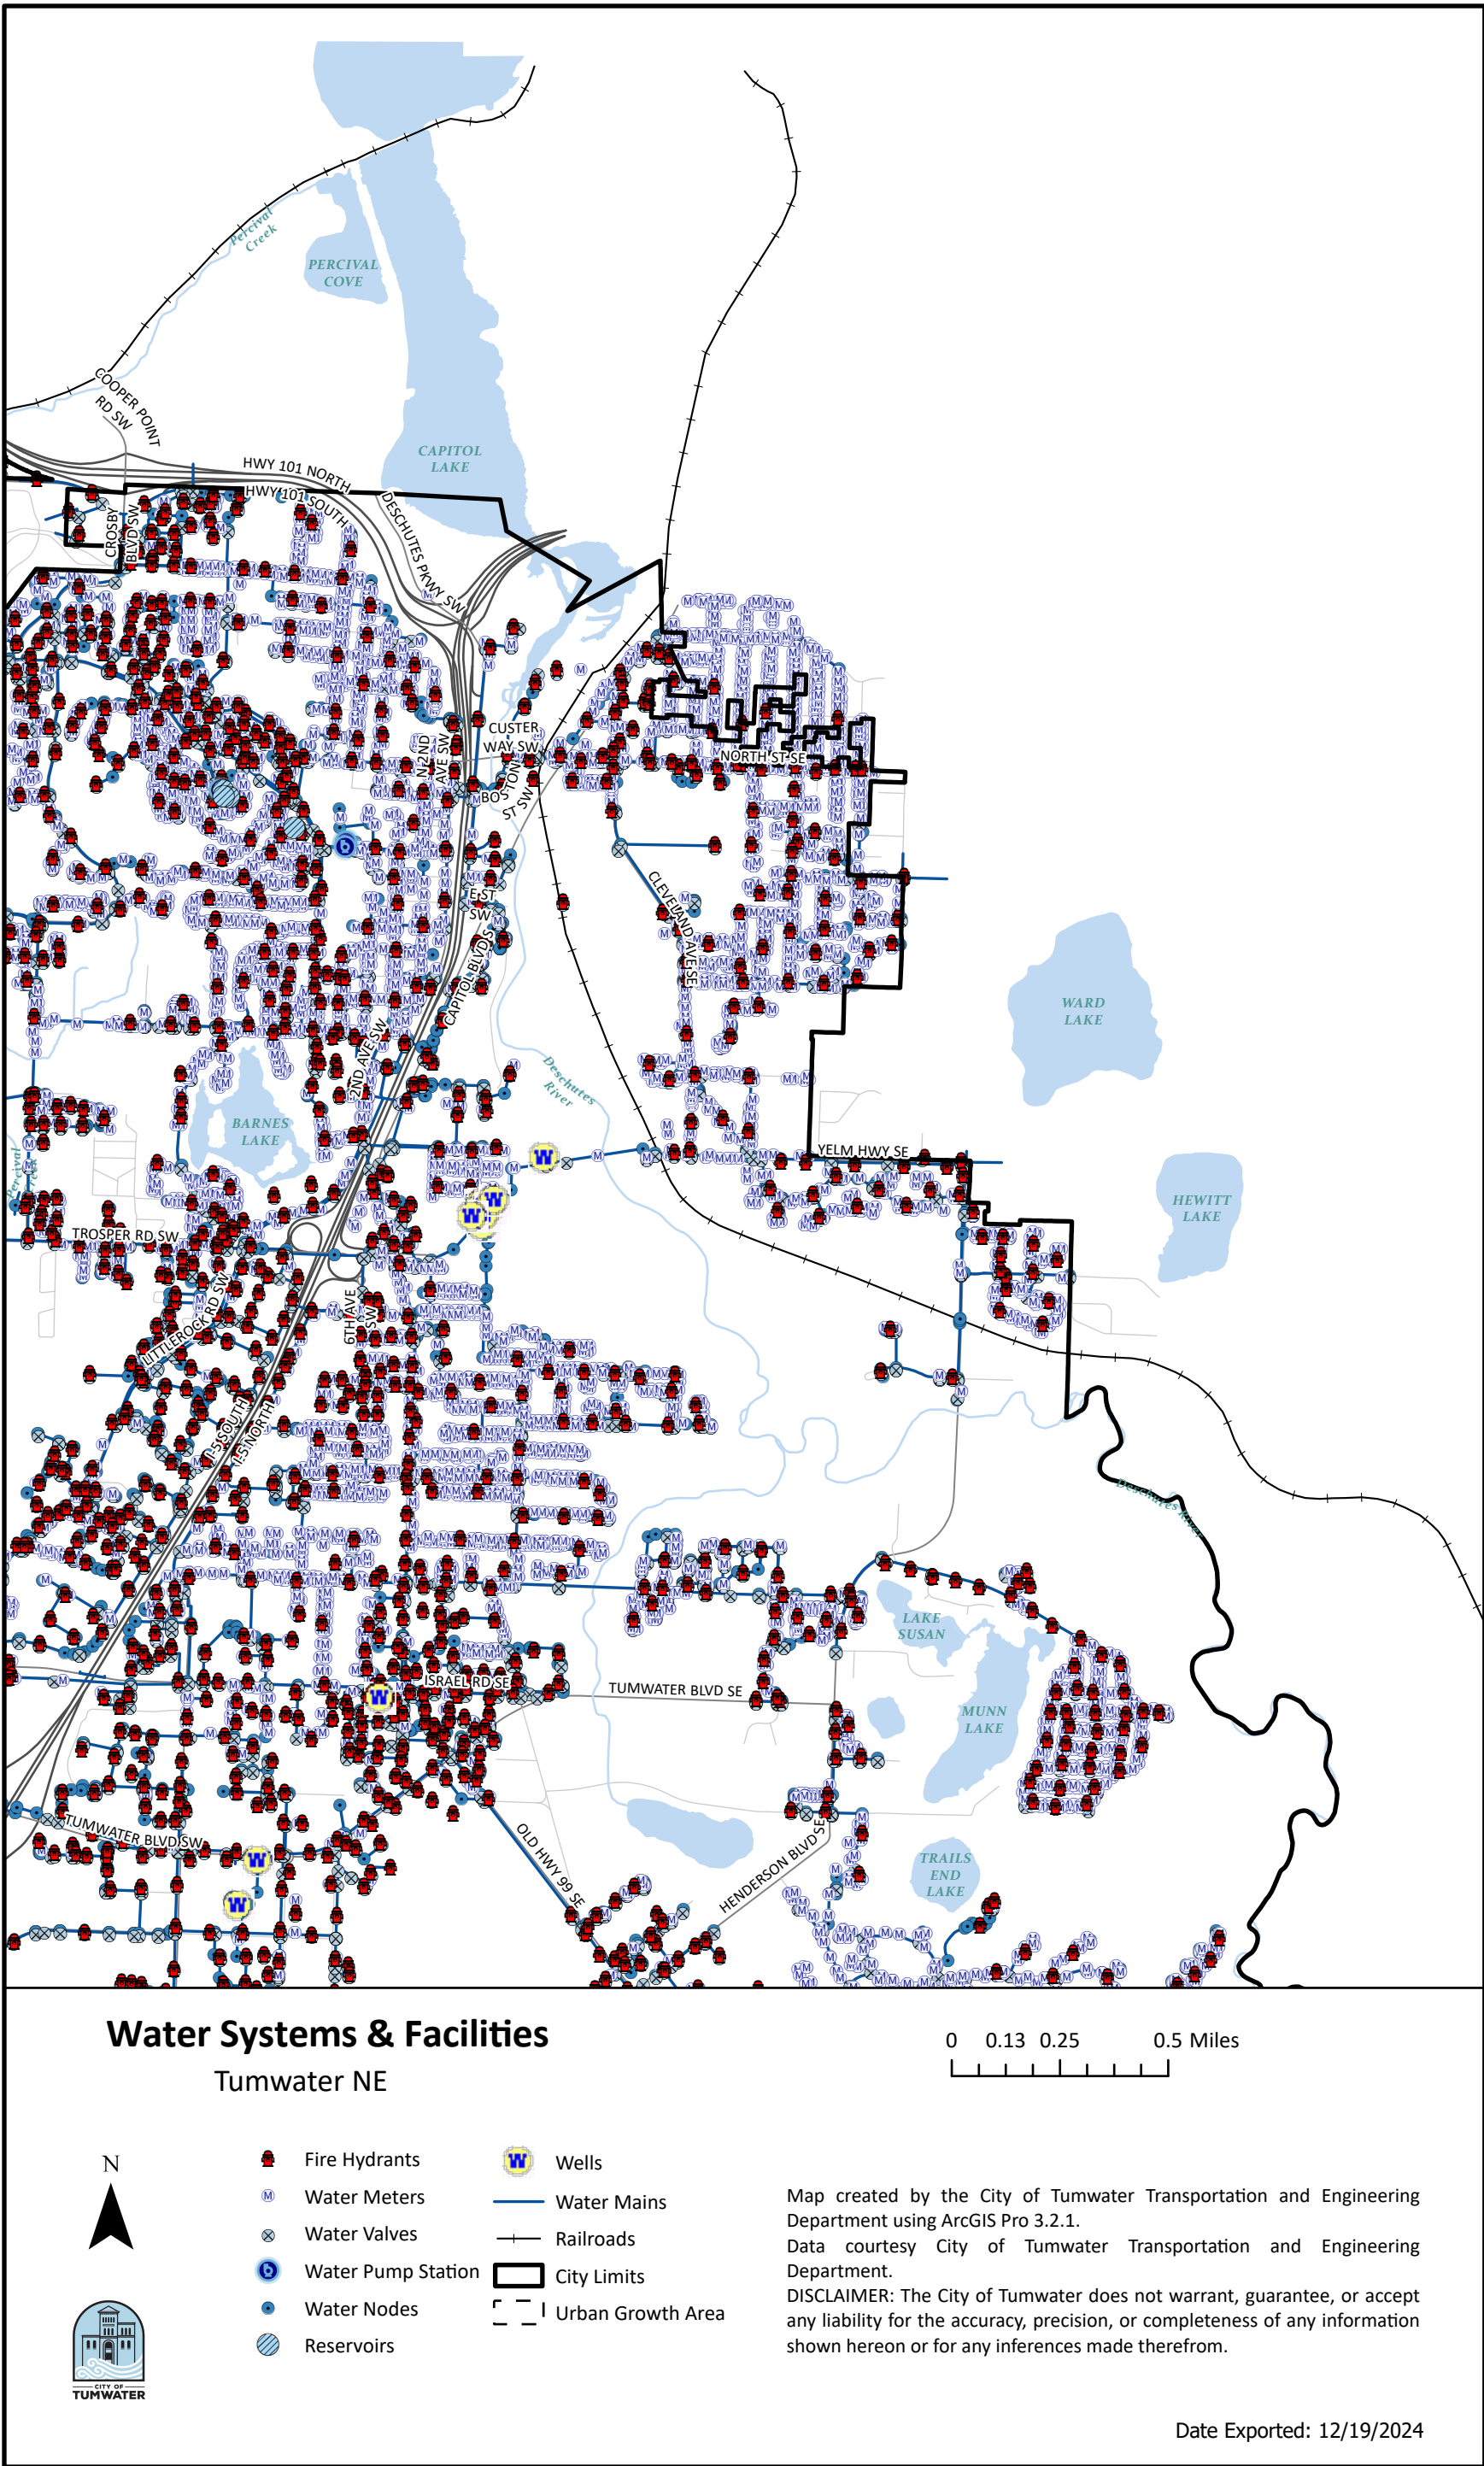 Percival
Creek
PERCIVAL
COVE
COOPER POINT
RD SW
CAPITOL
LAKE
HWY 101 NORTH
HWY 101 SOUTH
DESCHUTES PKWY SW
CROSBY
BLVD SW
CUSTER
WAY SW
N 2ND
AVE SW
NORTH ST SE
BOSTON
ST SW
E ST
SW
CLEVELAND AVE SE
CAPITOL BLVD S
WARD
LAKE
2ND AVE SW
Deschutes
River
BARNES
LAKE
YELM HWY SE
Percival
HEWITT
LAKE
TROSPER RD SW
6TH AVE
SW
LITTLEROCK RD SW
I-5 SOUTH
I-5 NORTH
Deschutes River
LAKE
SUSAN
ISRAEL RD SE
TUMWATER BLVD SE
MUNN
LAKE
TUMWATER BLVD SW
OLD HWY 99 SE
HENDERSON BLVD SE
TRAILS
END
LAKE
Water Systems & Facilities
Tumwater NE
0 0.13 0.25 0.5 Miles
N
Fire Hydrants
Water Meters
Water Valves
Water Pump Station
Water Nodes
Reservoirs
Wells
Water Mains
Railroads
City Limits
Urban Growth Area
Map created by the City of Tumwater Transportation and Engineering
Department using ArcGIS Pro 3.2.1.
Data courtesy City of Tumwater Transportation and Engineering
Department.
DISCLAIMER: The City of Tumwater does not warrant, guarantee, or accept
any liability for the accuracy, precision, or completeness of any information
shown hereon or for any inferences made therefrom.
CITY OF
TUMWATER
Date Exported: 12/19/2024